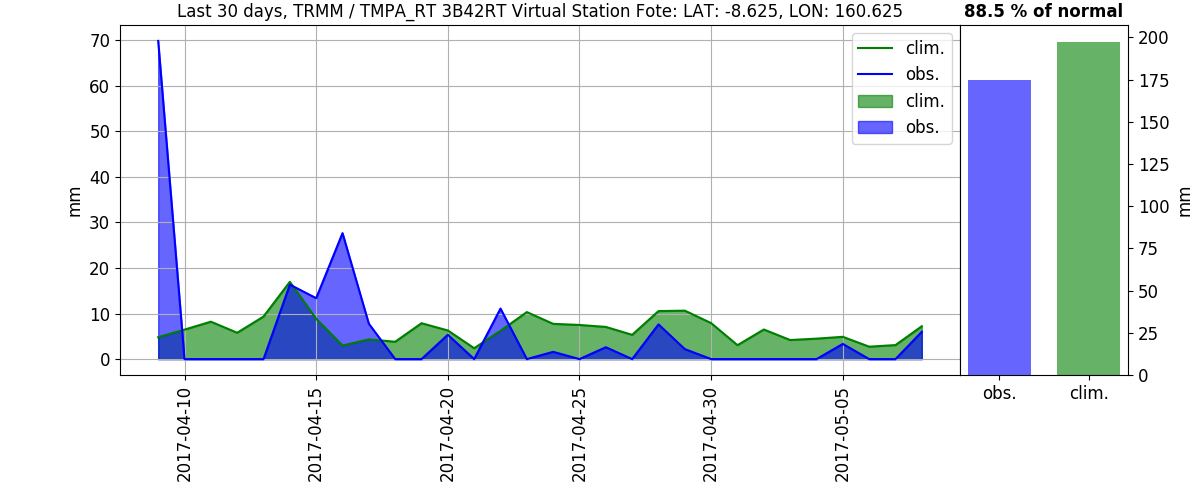 Last 30 days, TRMM / TMPA_RT 3B42RT Virtual Station Fote: LAT: -8.625, LON: 160.625
88.5 % of normal
70
60
50
40
30
20
10
0
mm
clim.
obs.
clim.
obs.
2017-04-10
2017-04-15
2017-04-20
2017-04-25
2017-04-30
2017-05-05
200
175
150
125
100
75
50
25
0
mm
obs.
clim.